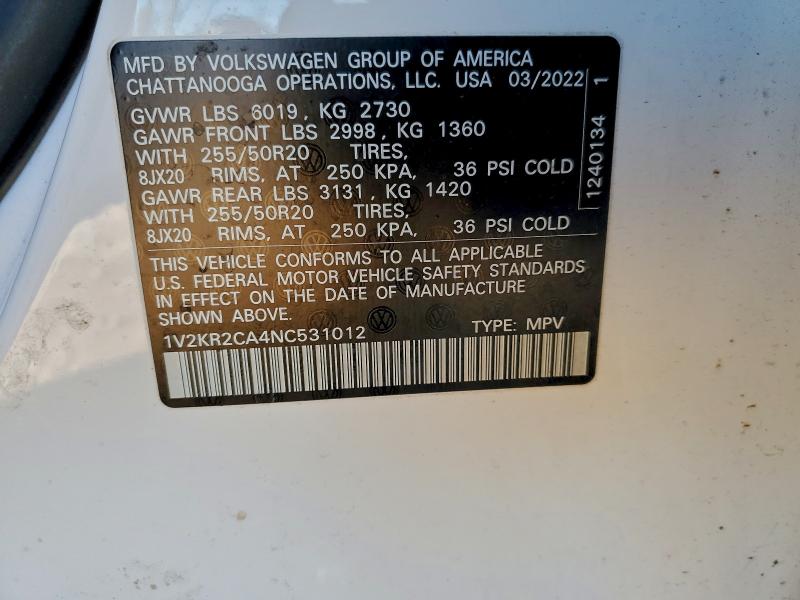 MFD BY VOLKSWAGEN GROUP OF AMERICA
CHATTANOOGA OPERATIONS, LLC. USA 03/2022
GVWR LBS 6019 , KG 2730
GAWR FRONT LBS 2998 , KG 1360
WITH 255/50R20 TIRES,
8JX20 RIMS, AT 250 KPA, 36 PSI COLD
GAWR REAR LBS 3131 , KG 1420
WITH 255/50R20 TIRES,
8JX20 RIMS, AT 250 KPA, 36 PSI COLD
THIS VEHICLE CONFORMS TO ALL APPLICABLE
U.S. FEDERAL MOTOR VEHICLE SAFETY STANDARDS
IN EFFECT ON THE DATE OF MANUFACTURE
SHOWN ABOVE.
1V2KR2CA4NC531012 TYPE: MPV
1240134 1